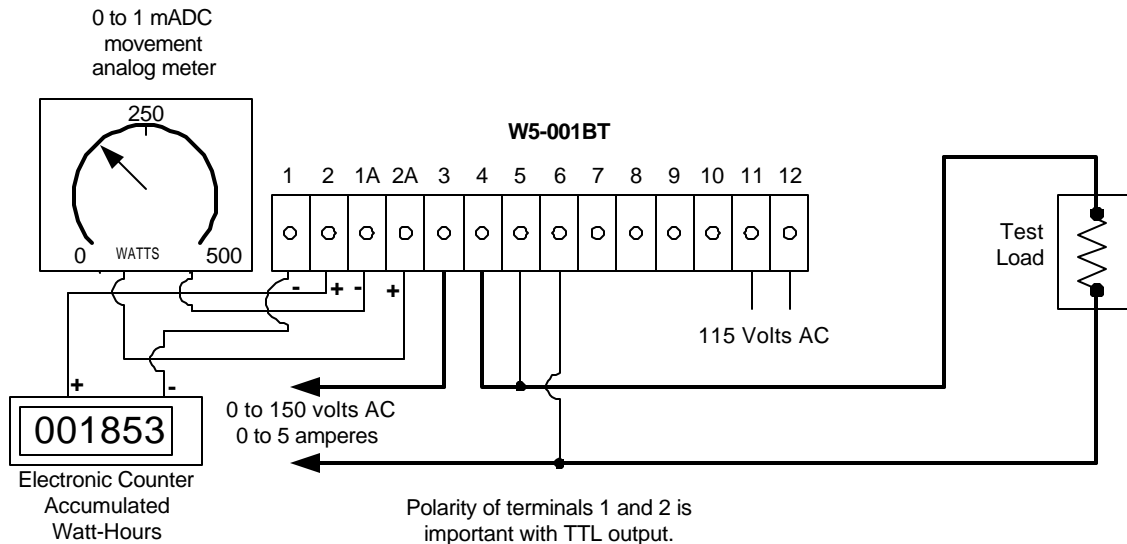 0 to 1 mADC
movement
analog meter
250
0 WATTS 500
W5-001BT
1 2 1A 2A 3 4 5 6 7 8 9 10 11 12
- + - +
Test
Load
115 Volts AC
+ -
001853
0 to 150 volts AC
0 to 5 amperes
Electronic Counter
Accumulated
Watt-Hours
Polarity of terminals 1 and 2 is
important with TTL output.